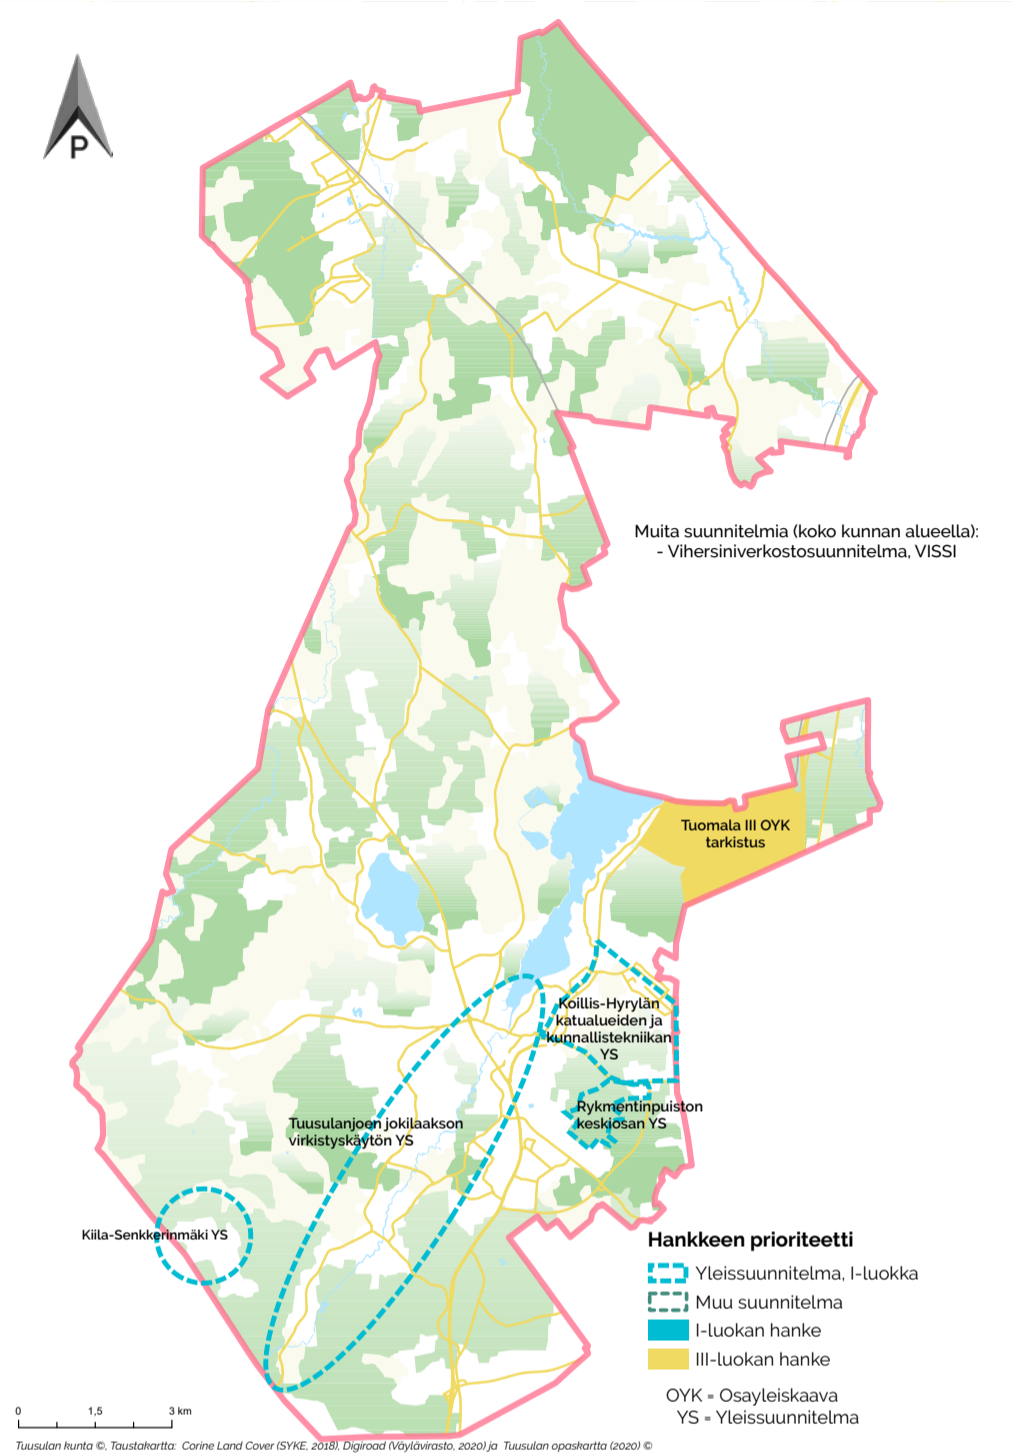 P
Muita suunnitelmia (koko kunnan alueella):
- Vihersiniverkostosuunnitelma, VISSI
Tuomala III OYK
tarkistus
Koillis-Hyrylän
katualueiden ja
kunnallistekniikan
YS
Rykmentinpuiston
keskiosan YS
Tuusulanjoen jokilaakson
virkistyskäytön YS
Kiila-Senkkerinmäki YS
Hankkeen prioriteetti
Yleissuunnitelma, I-luokka
Muu suunnitelma
I-luokan hanke
III-luokan hanke
OYK = Osayleiskaava
YS = Yleissuunnitelma
0 1,5 3 km
Tuusulan kunta ©, Taustakartta: Corine Land Cover (SYKE, 2018), Digiroad (Väylävirasto, 2020) ja Tuusulan opaskartta (2020) ©